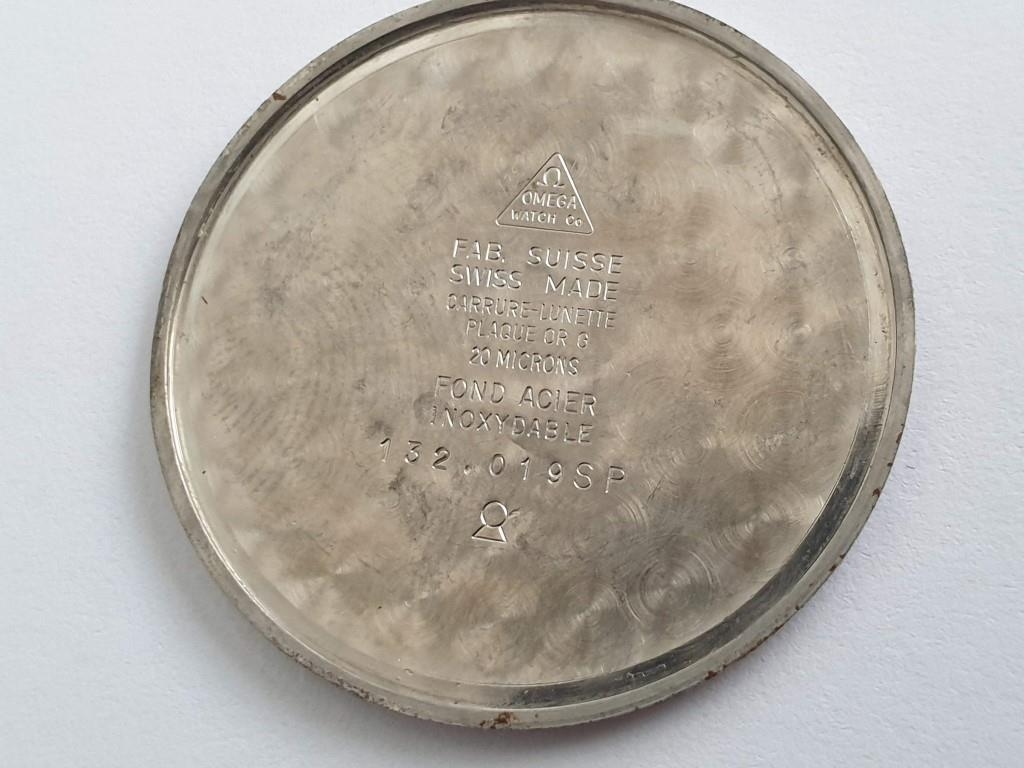 Ω
OMEGA
WATCH Co
FAB. SUISSE
SWISS MADE
CARRURE-LUNETTE
PLAQUE OR G
20 MICRONS
FOND ACIER
INOXYDABLE
132.019SP